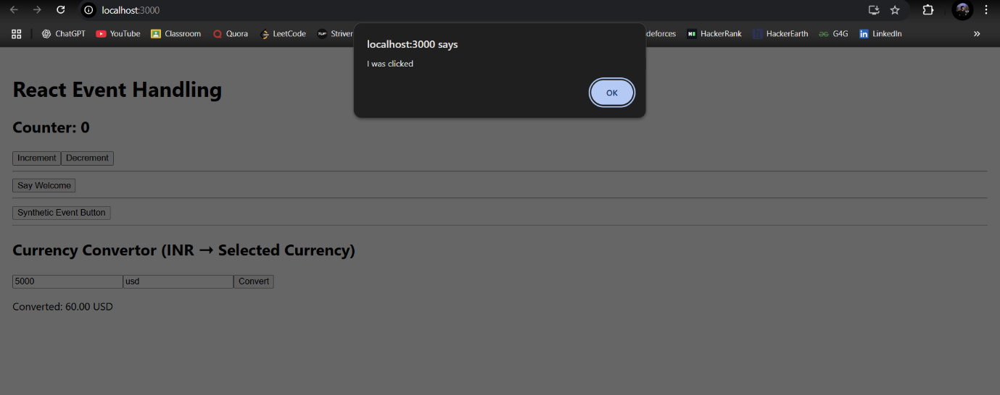 localhost:3000
ChatGPT YouTube Classroom Quora LeetCode Striver deforces HackerRank HackerEarth G4G LinkedIn
localhost:3000 says
I was clicked
OK
React Event Handling
Counter: 0
Increment Decrement
Say Welcome
Synthetic Event Button
Currency Convertor (INR → Selected Currency)
5000 usd Convert
Converted: 60.00 USD